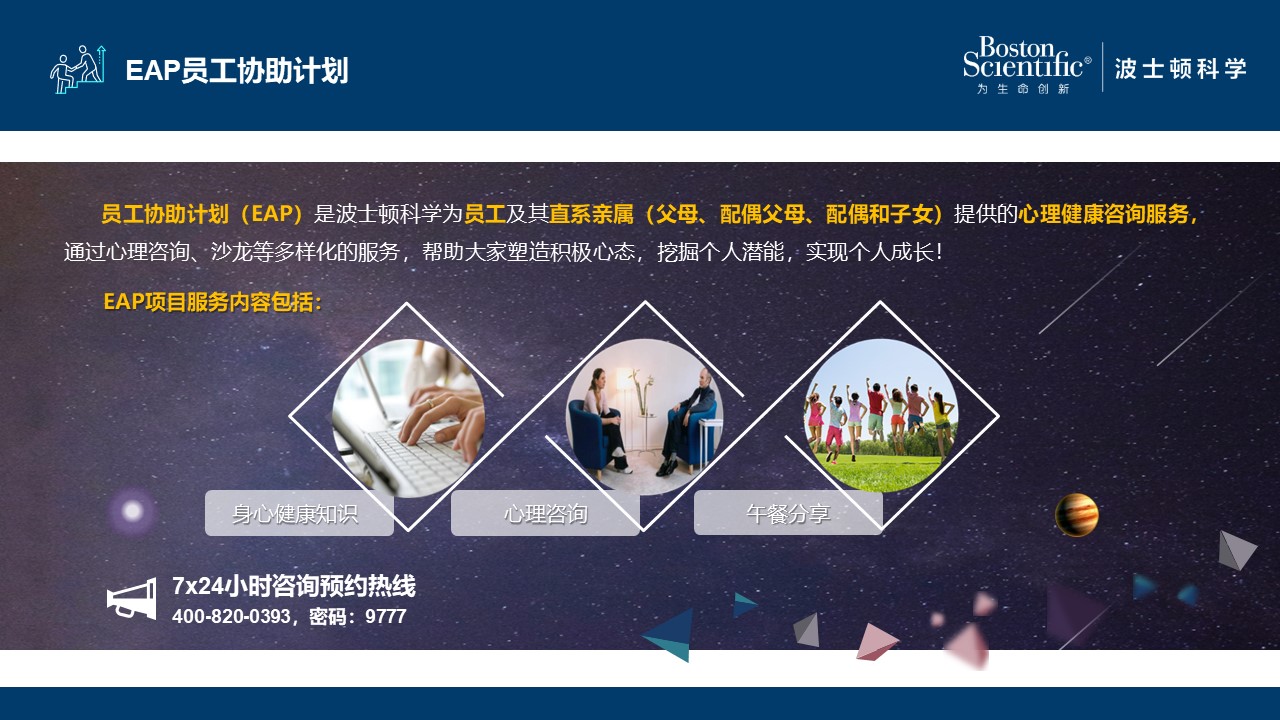 EAP员工协助计划
Boston
Scientific®
为生命创新
波士顿科学
员工协助计划（EAP）是波士顿科学为员工及其直系亲属（父母、配偶父母、配偶和子女）提供的心理健康咨询服务，
通过心理咨询、沙龙等多样化的服务，帮助大家塑造积极心态，挖掘个人潜能，实现个人成长！
EAP项目服务内容包括：
身心健康知识
心理咨询
午餐分享
7x24小时咨询预约热线
400-820-0393，密码：9777